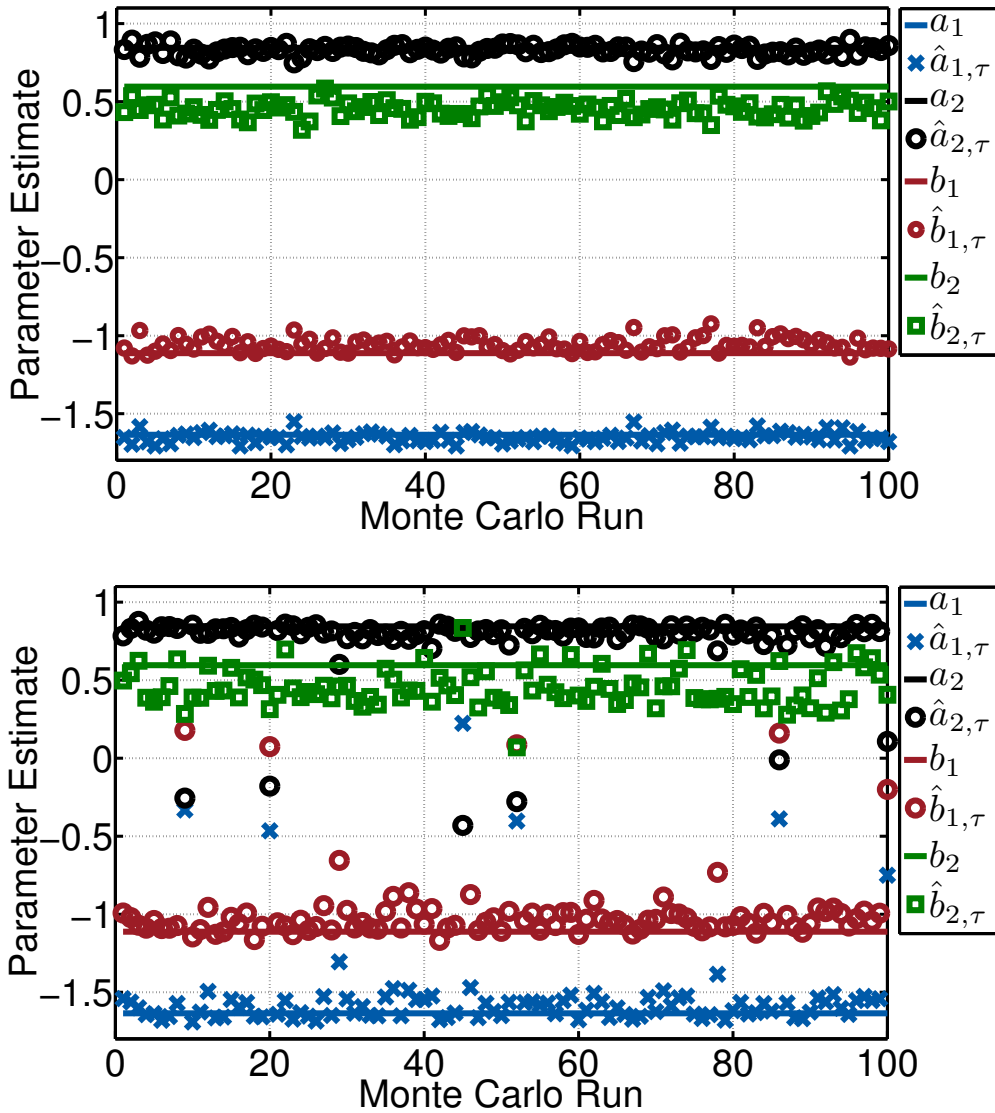 1
0.5
0
−0.5
−1
−1.5
Parameter Estimate
0 20 40 60 80 100
Monte Carlo Run
a₁
â₁,τ
a₂
â₂,τ
b₁
b̂₁,τ
b₂
b̂₂,τ
1
0.5
0
−0.5
−1
−1.5
Parameter Estimate
0 20 40 60 80 100
Monte Carlo Run
a₁
â₁,τ
a₂
â₂,τ
b₁
b̂₁,τ
b₂
b̂₂,τ